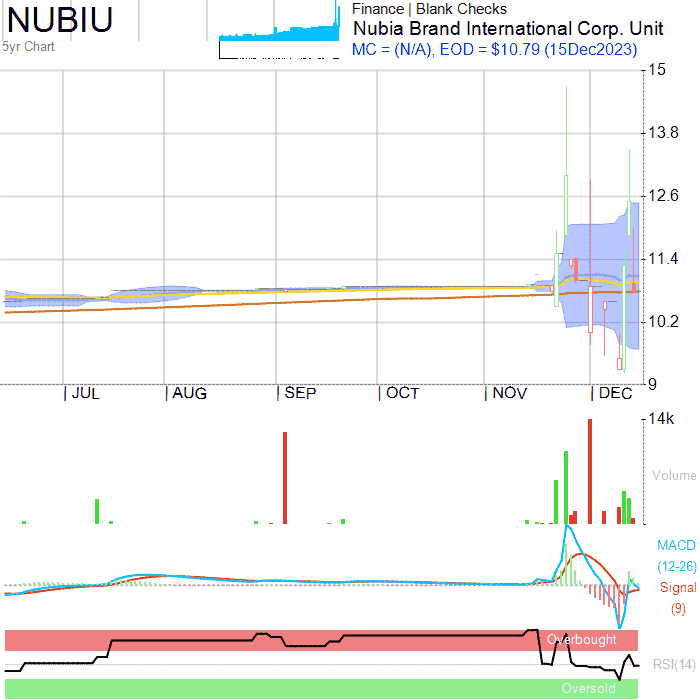 NUBIU
5yr Chart
Finance | Blank Checks
Nubia Brand International Corp. Unit
MC = (N/A), EOD = $10.79 (15Dec2023)
15
13.8
12.6
11.4
10.2
9
JUL
AUG
SEP
OCT
NOV
DEC
14k
Volume
MACD
(12-26)
Signal
(9)
Overbought
RSI(14)
Oversold